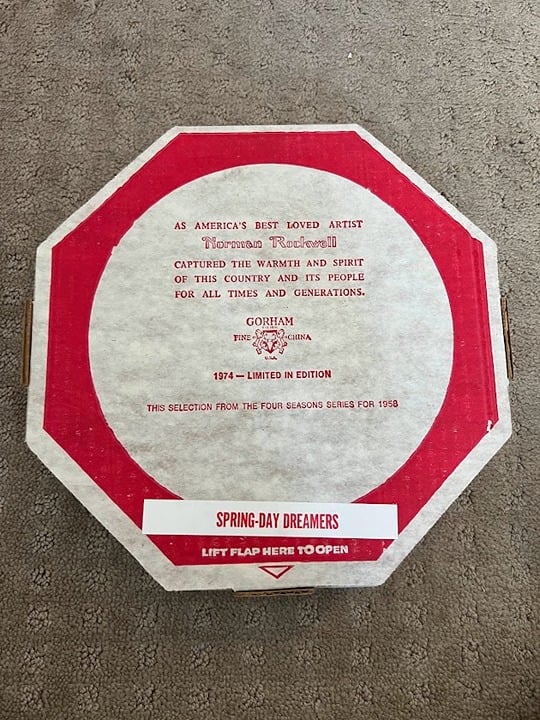 AS AMERICA'S BEST LOVED ARTIST
Norman Rockwell
CAPTURED THE WARMTH AND SPIRIT
OF THIS COUNTRY AND ITS PEOPLE
FOR ALL TIMES AND GENERATIONS.
GORHAM
FINE CHINA
U.S.A.
1974 — LIMITED IN EDITION
THIS SELECTION FROM THE FOUR SEASONS SERIES FOR 1958
SPRING-DAY DREAMERS
LIFT FLAP HERE TO OPEN